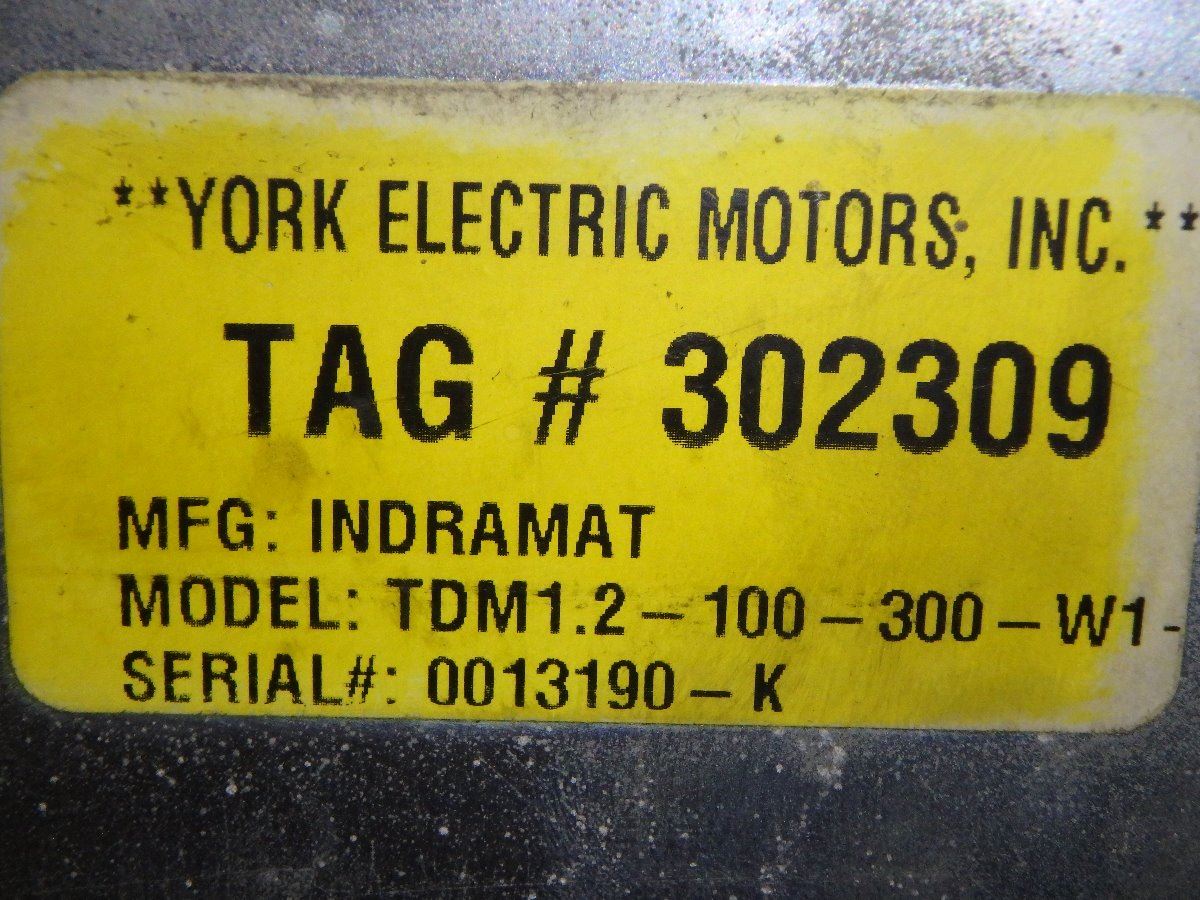 **YORK ELECTRIC MOTORS, INC.**
TAG # 302309
MFG: INDRAMAT
MODEL: TDM1.2-100-300-W1-
SERIAL#: 0013190-K